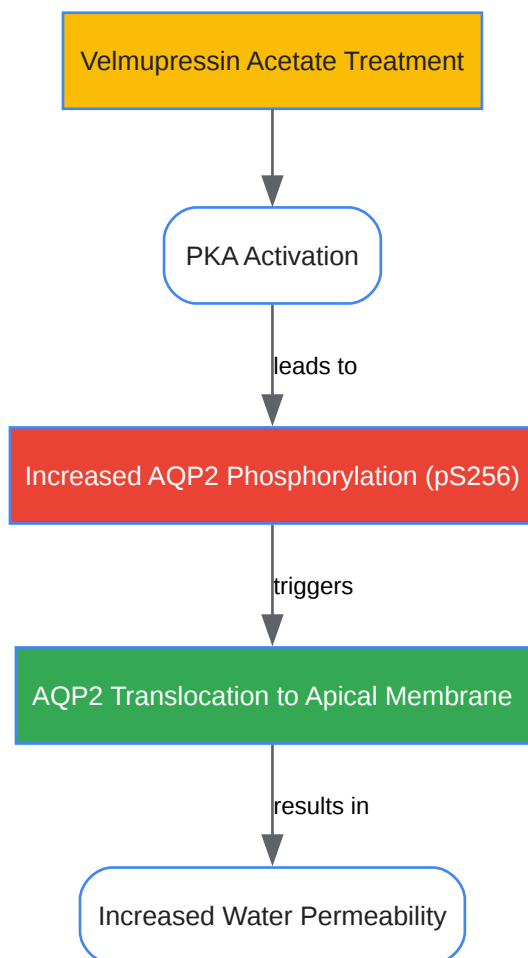 Velmupressin Acetate Treatment
PKA Activation
leads to
Increased AQP2 Phosphorylation (pS256)
triggers
AQP2 Translocation to Apical Membrane
results in
Increased Water Permeability